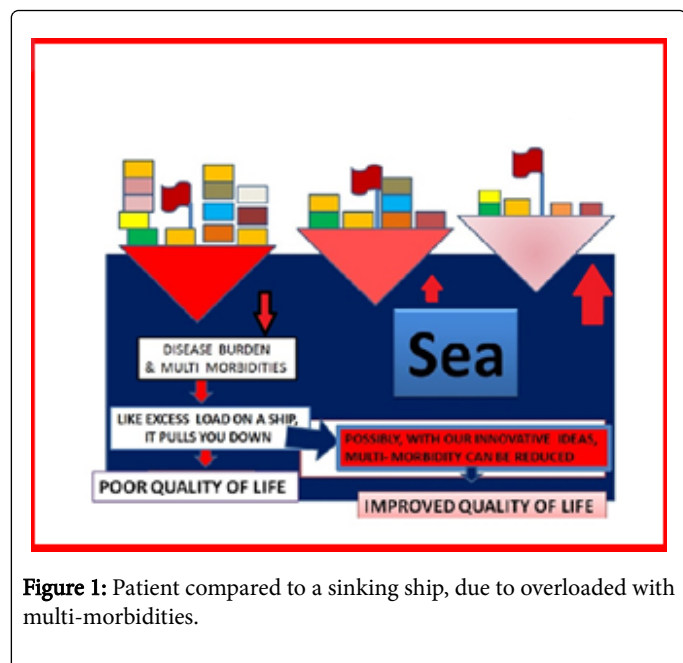 Sea
DISEASE BURDEN
& MULTI MORBIDITIES
LIKE EXCESS LOAD ON A SHIP,
IT PULLS YOU DOWN
POSSIBLY, WITH OUR INNOVATIVE IDEAS,
MULTI- MORBIDITY CAN BE REDUCED
POOR QUALITY OF LIFE
IMPROVED QUALITY OF LIFE
Figure 1: Patient compared to a sinking ship, due to overloaded with
multi-morbidities.